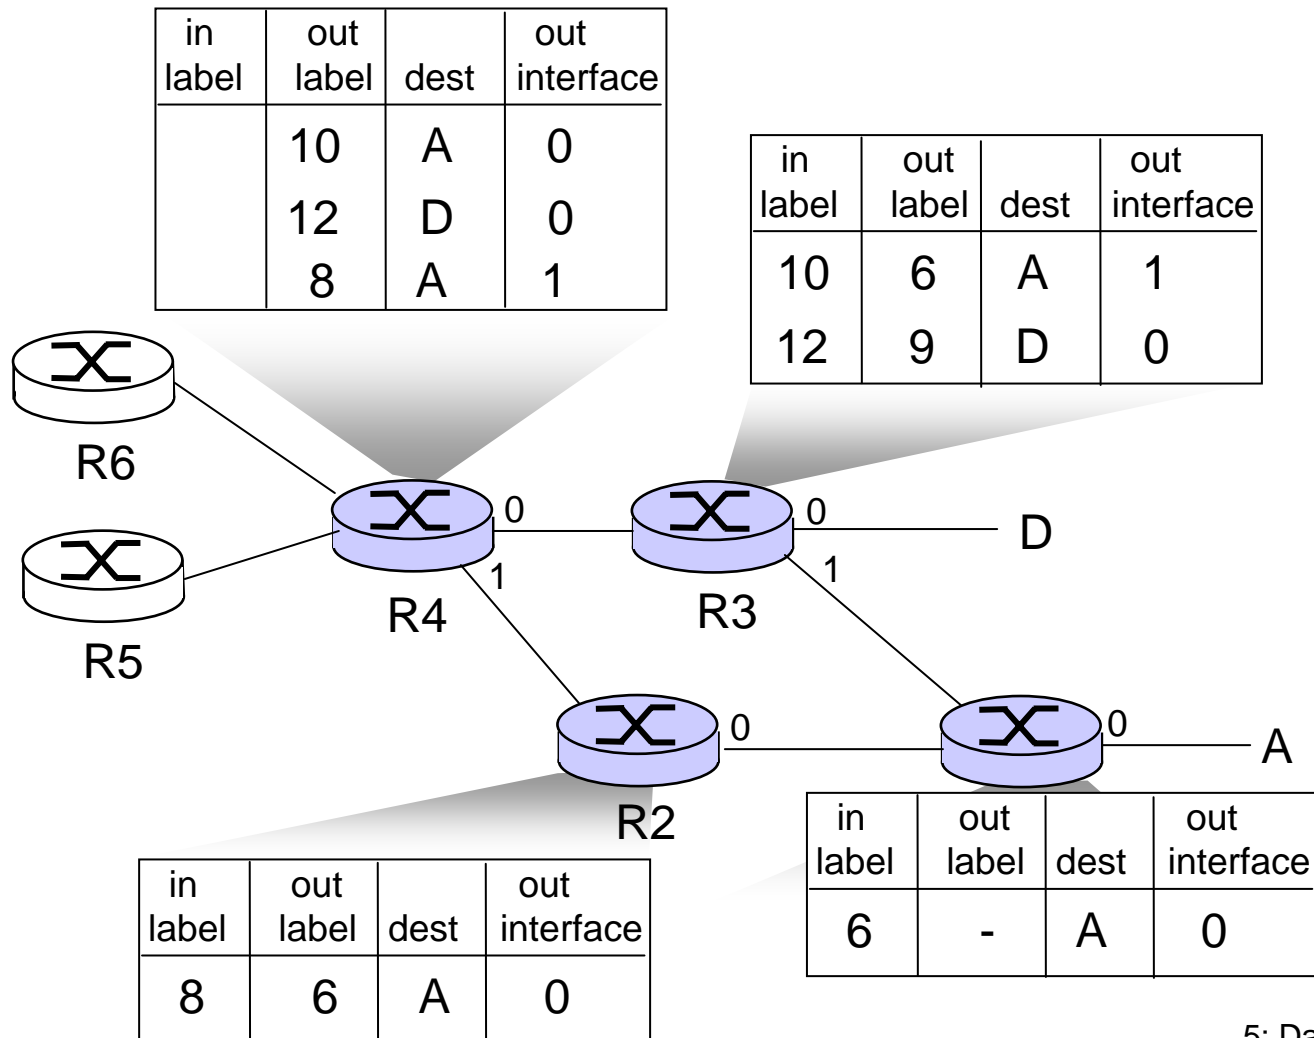 in out out
label label dest interface
10 A 0
12 D 0
8 A 1
in out out
label label dest interface
10 6 A 1
12 9 D 0
R6
0
0
D
1
1
R4
R3
R5
0
0
A
R2
in out out
label label dest interface
6 - A 0
in out out
label label dest interface
8 6 A 0
5: